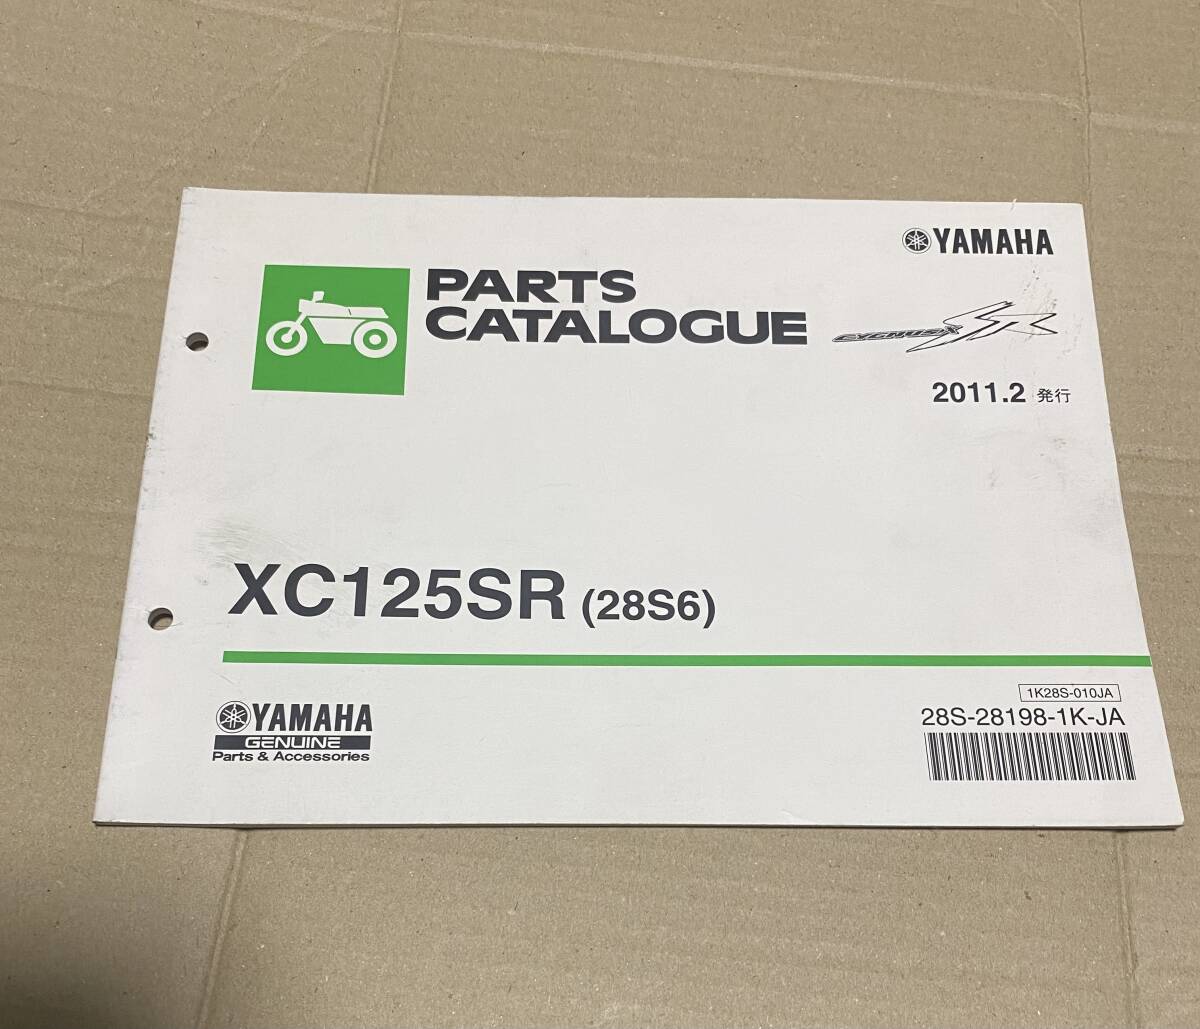 YAMAHA
PARTS
CATALOGUE
CYGNUS X SR
2011.2 発行
XC125SR (28S6)
1K28S-010JA
28S-28198-1K-JA
YAMAHA
GENUINE
Parts & Accessories